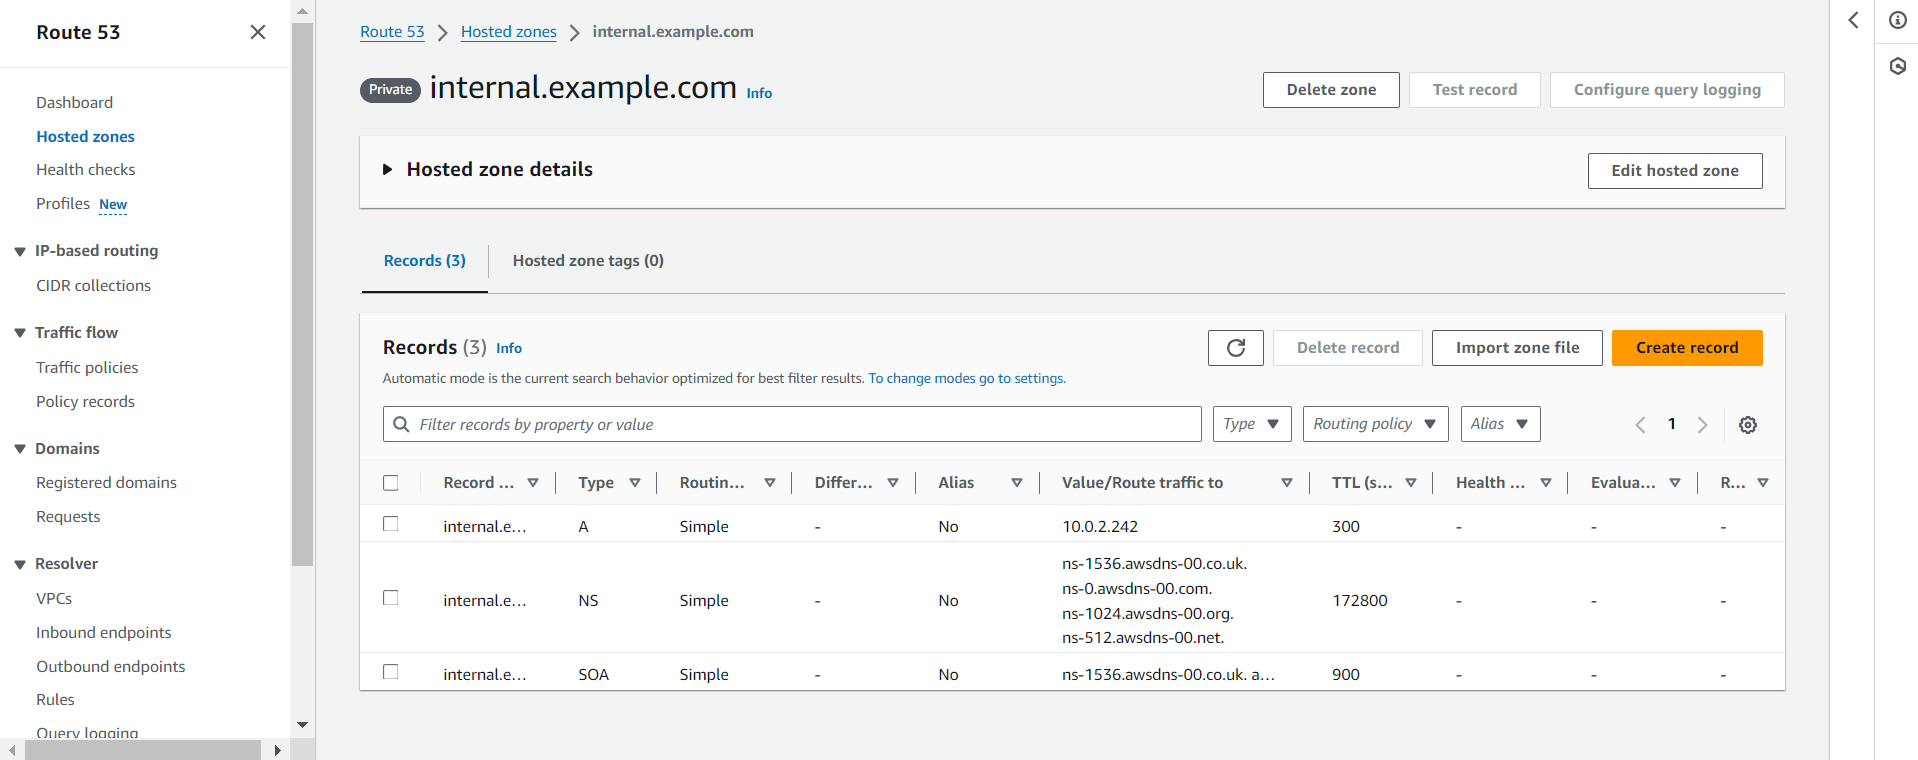 Route 53
Dashboard
Hosted zones
Health checks
Profiles New
IP-based routing
CIDR collections
Traffic flow
Traffic policies
Policy records
Domains
Registered domains
Requests
Resolver
VPCs
Inbound endpoints
Outbound endpoints
Rules
Query logging
Route 53 > Hosted zones > internal.example.com
Private internal.example.com Info
Delete zone Test record Configure query logging
Hosted zone details Edit hosted zone
Records (3) Hosted zone tags (0)
Records (3) Info
Delete record Import zone file Create record
Automatic mode is the current search behavior optimized for best filter results. To change modes go to settings.
Filter records by property or value Type Routing policy Alias 1
Record ... Type Routin... Differ... Alias Value/Route traffic to TTL (s... Health ... Evalua... R...
internal.e... A Simple - No 10.0.2.242 300 - - -
internal.e... NS Simple - No ns-1536.awsdns-00.co.uk. 172800 - - -
ns-0.awsdns-00.com.
ns-1024.awsdns-00.org.
ns-512.awsdns-00.net.
internal.e... SOA Simple - No ns-1536.awsdns-00.co.uk. a... 900 - - -